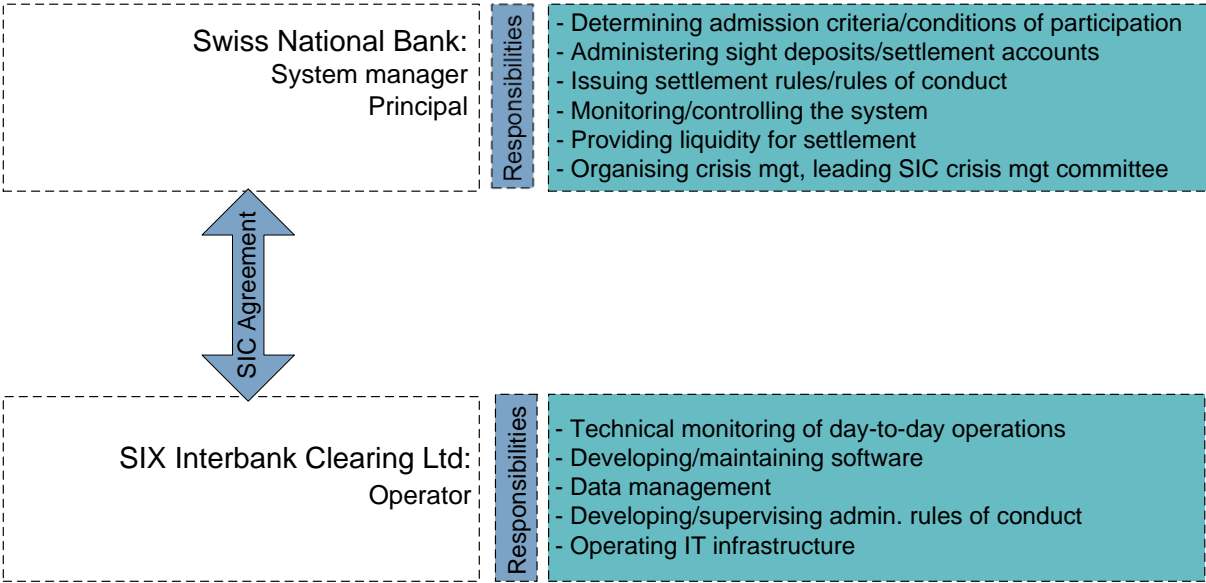 Swiss National Bank:
System manager
Principal
Responsibilities
- Determining admission criteria/conditions of participation
- Administering sight deposits/settlement accounts
- Issuing settlement rules/rules of conduct
- Monitoring/controlling the system
- Providing liquidity for settlement
- Organising crisis mgt, leading SIC crisis mgt committee
SIC Agreement
SIX Interbank Clearing Ltd:
Operator
Responsibilities
- Technical monitoring of day-to-day operations
- Developing/maintaining software
- Data management
- Developing/supervising admin. rules of conduct
- Operating IT infrastructure